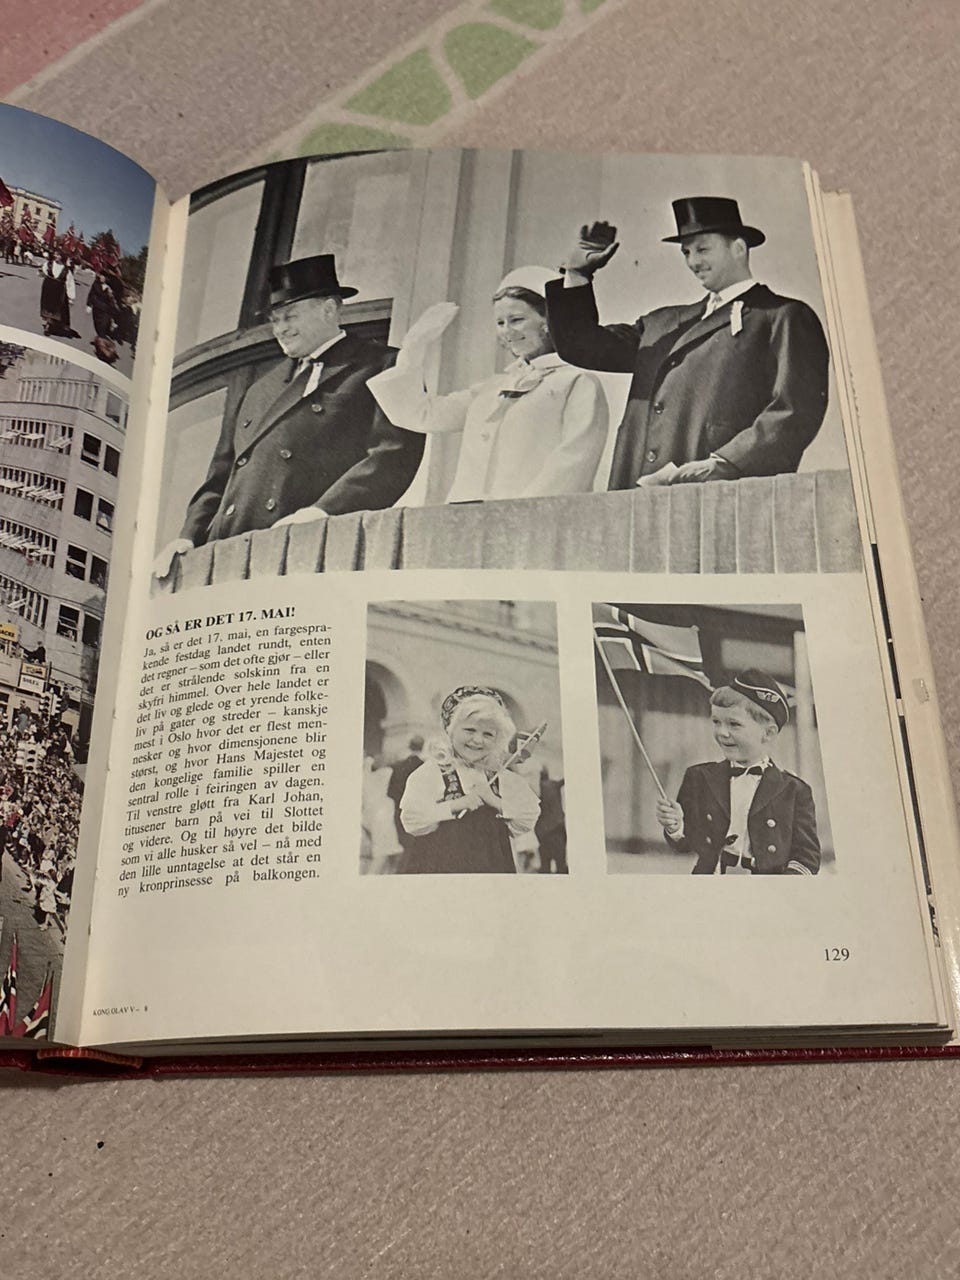 OG SÅ ER DET 17. MAI!
Ja, så er det 17. mai, en fargespra-
kende festdag landet rundt, enten
det regner – som det ofte gjør – eller
det er strålende solskinn fra en
skyfri himmel. Over hele landet er
det liv og glede og et yrende folke-
liv på gater og streder – kanskje
mest i Oslo hvor det er flest men-
nesker og hvor dimensjonene blir
størst, og hvor Hans Majestet og
den kongelige familie spiller en
sentral rolle i feiringen av dagen.
Til venstre gløtt fra Karl Johan,
titusener barn på vei til Slottet
og videre. Og til høyre det bilde
som vi alle husker så vel – nå med
den lille unntagelse at det står en
ny kronprinsesse på balkongen.
129
KONG OLAV V – 8